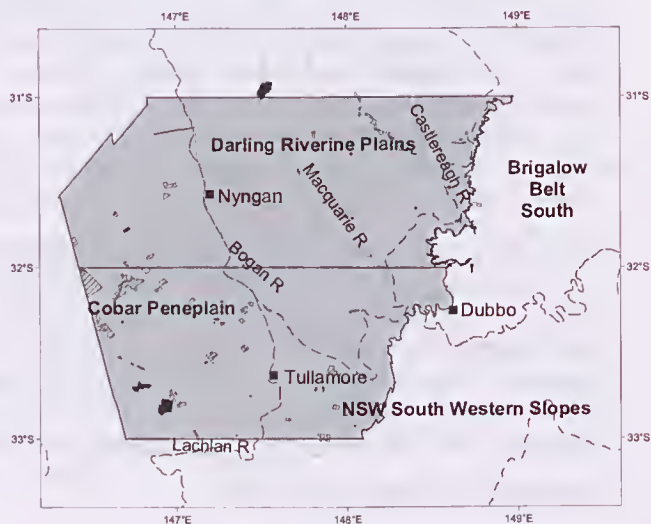 147°E 148°E 149°E
31°S 31°S
Castlereagh R
Darling Riverine Plains
Brigalow
Belt
South
Macquarie R
Nyngan
Bogan R
32°S 32°S
Cobar Peneplain
Dubbo
Tullamore
NSW South Western Slopes
33°S 33°S
Lachlan R
147°E 148°E 149°E